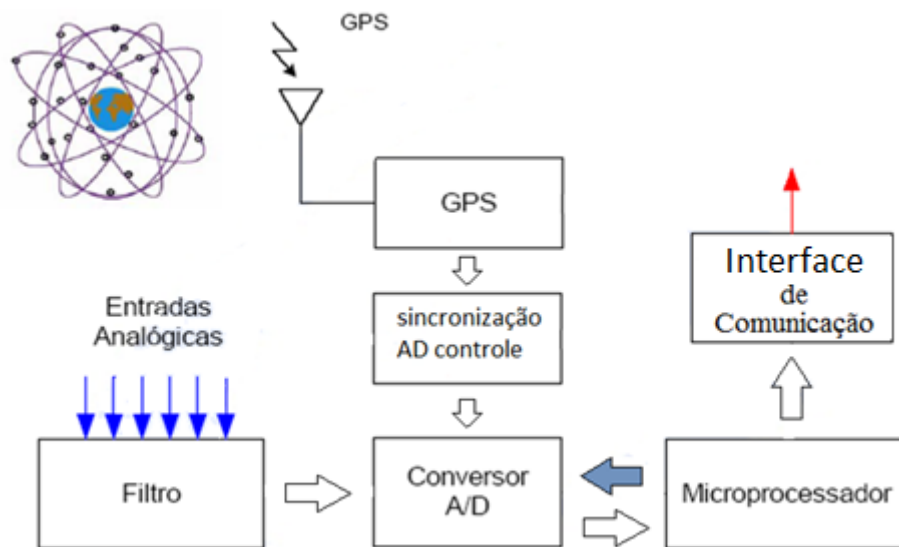 GPS
GPS
Entradas
Analógicas
sincronização
AD controle
Interface
de
Comunicação
Filtro
Conversor
A/D
Microprocessador